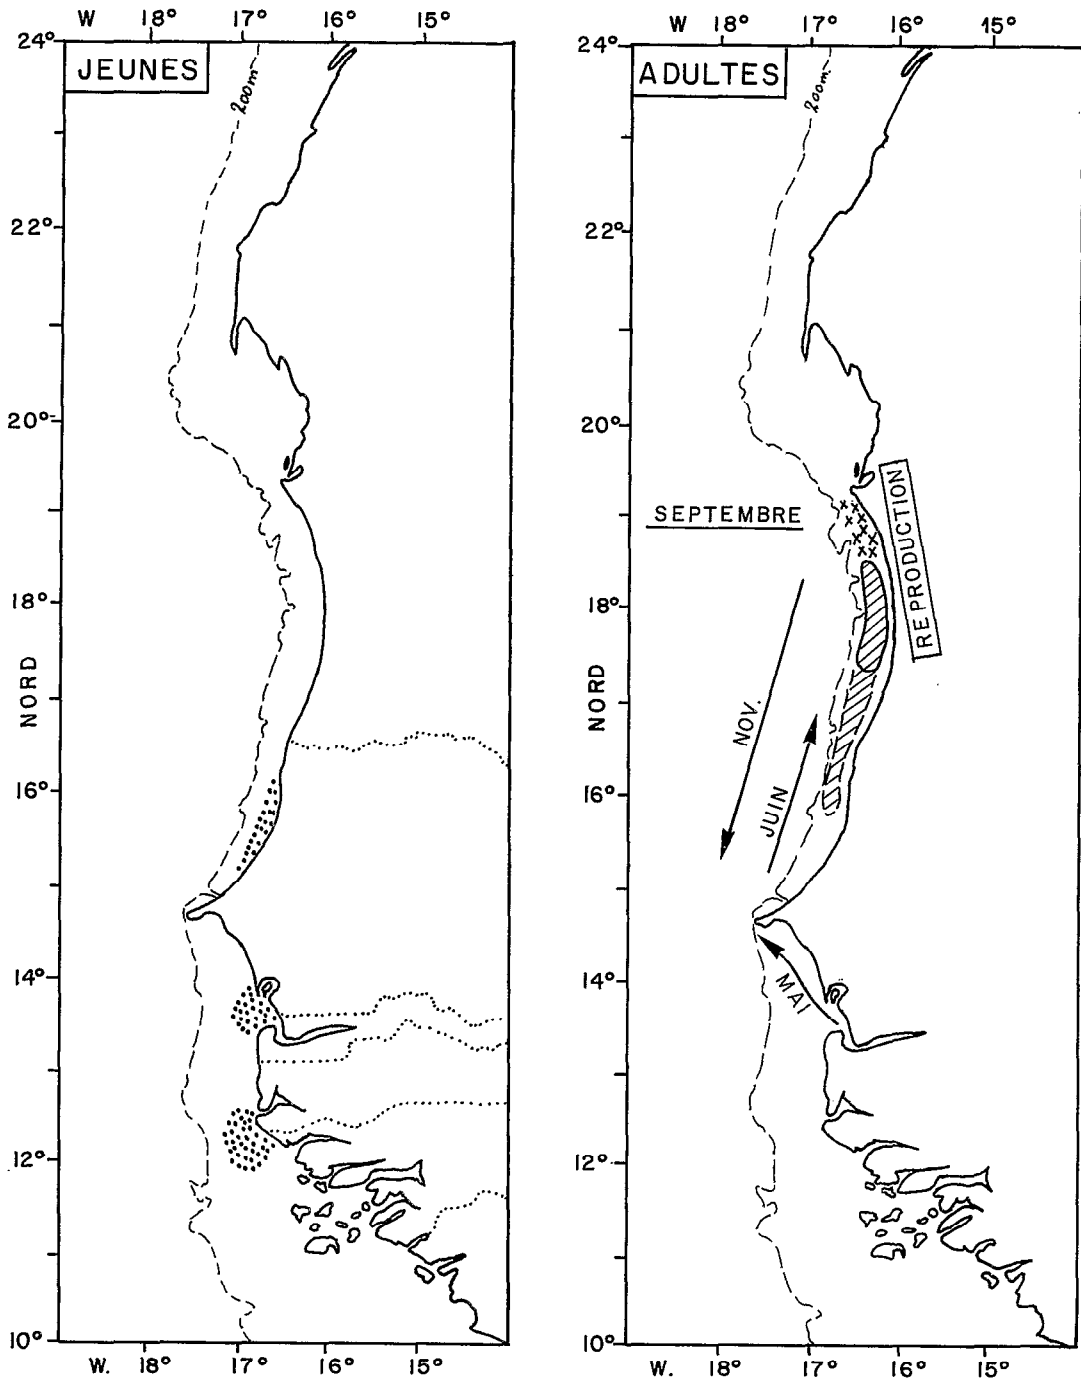 W 18° 17° 16° 15°
24°
JEUNES
200m
22°
20°
18°
NORD
16°
14°
12°
10°
W. 18° 17° 16° 15°
W 18° 17° 16° 15°
24°
ADULTES
200m
22°
20°
SEPTEMBRE
REPRODUCTION
18°
NORD
NOV.
JUIN
16°
14°
MAI
12°
10°
W. 18° 17° 16° 15°